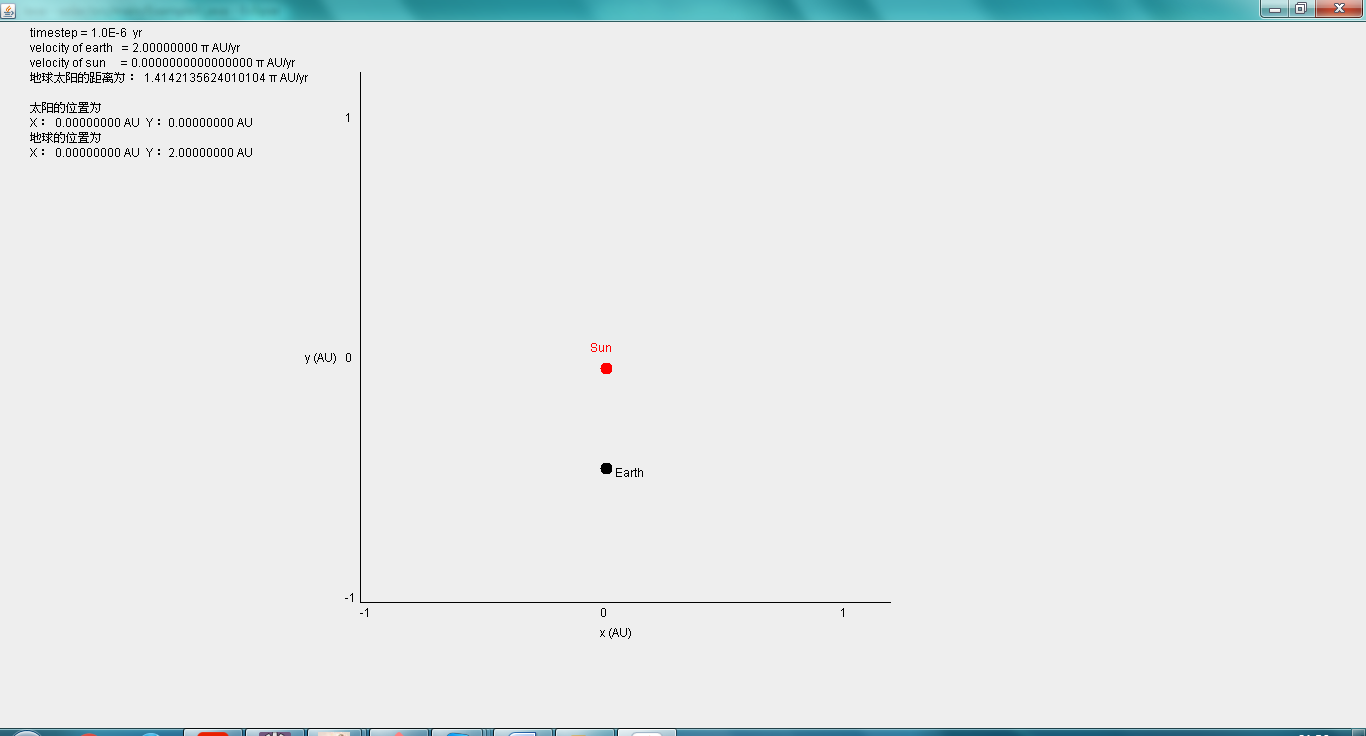 timestep = 1.0E-6 yr
velocity of earth = 2.00000000 π AU/yr
velocity of sun = 0.0000000000000000 π AU/yr
地球太阳的距离为： 1.4142135624010104 π AU/yr
太阳的位置为
X： 0.00000000 AU Y：0.00000000 AU
地球的位置为
X： 0.00000000 AU Y：2.00000000 AU
1
Sun
y (AU) 0
Earth
-1
-1 0 1
x (AU)